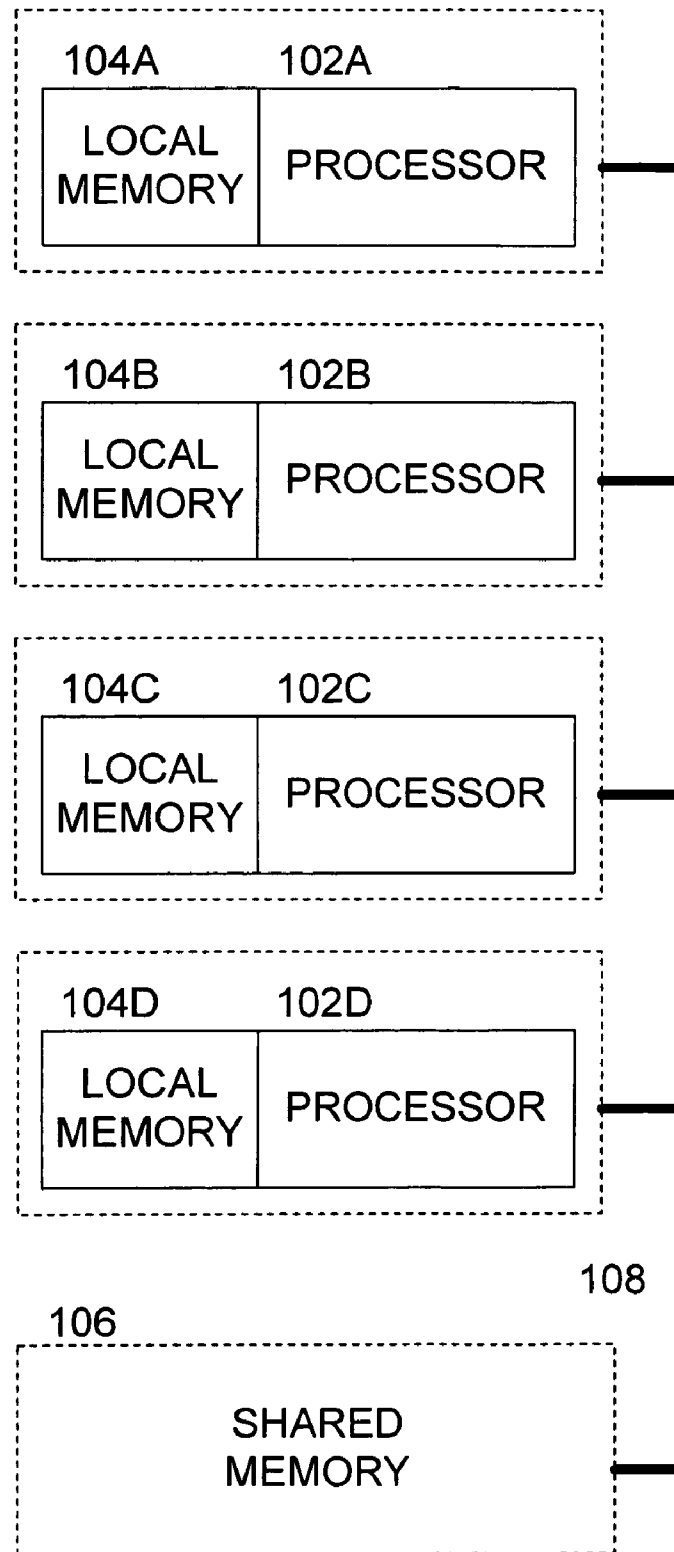 104A 102A
LOCAL
MEMORY
PROCESSOR
104B 102B
LOCAL
MEMORY
PROCESSOR
104C 102C
LOCAL
MEMORY
PROCESSOR
104D 102D
LOCAL
MEMORY
PROCESSOR
108
106
SHARED
MEMORY